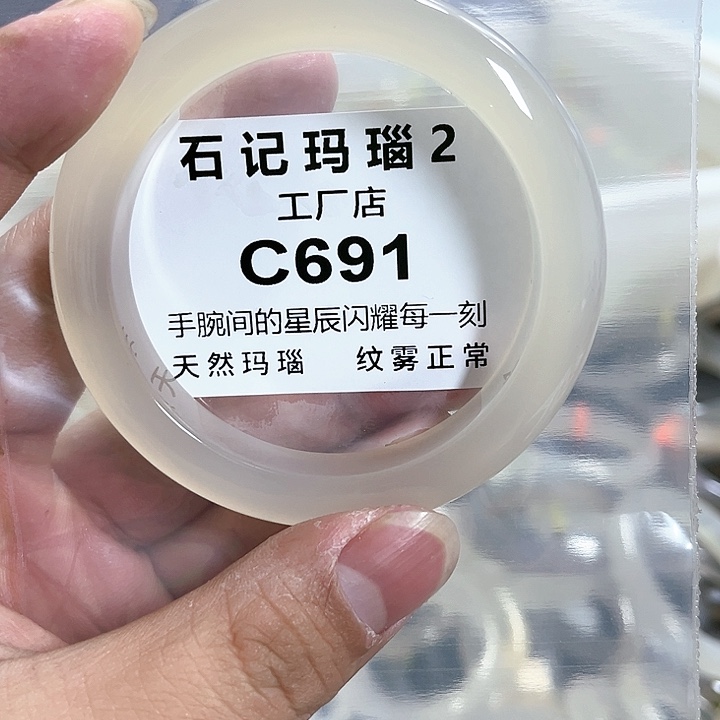 石记玛瑙2
工厂店
C691
手腕间的星辰闪耀每一刻
天然玛瑙 纹雾正常